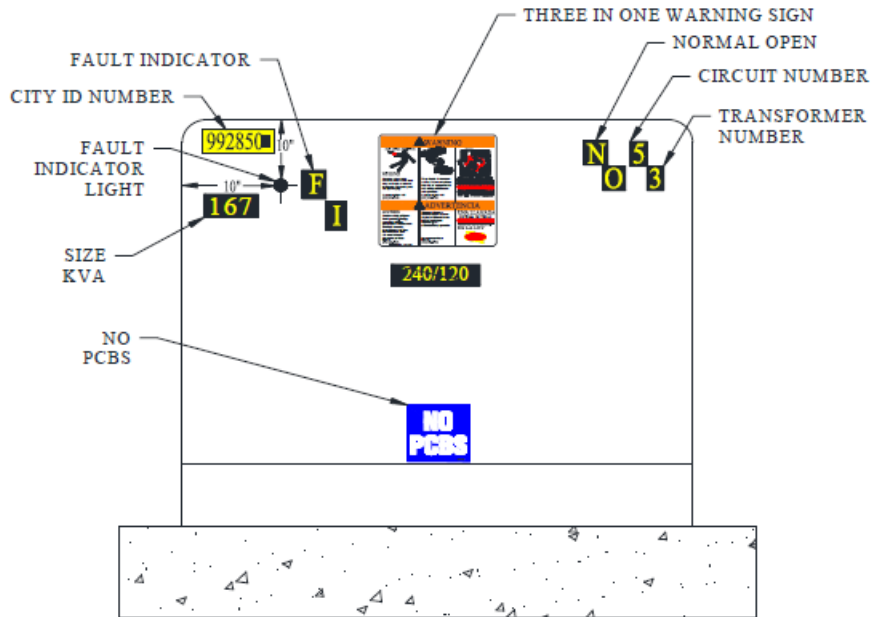 THREE IN ONE WARNING SIGN
NORMAL OPEN
FAULT INDICATOR
CIRCUIT NUMBER
CITY ID NUMBER
TRANSFORMER
NUMBER
992850
10"
WARNING
N
5
FAULT
INDICATOR
LIGHT
10"
F
O
3
167
I
ADVERTENCIA
SIZE
KVA
240/120
NO
PCBS
NO
PCBS